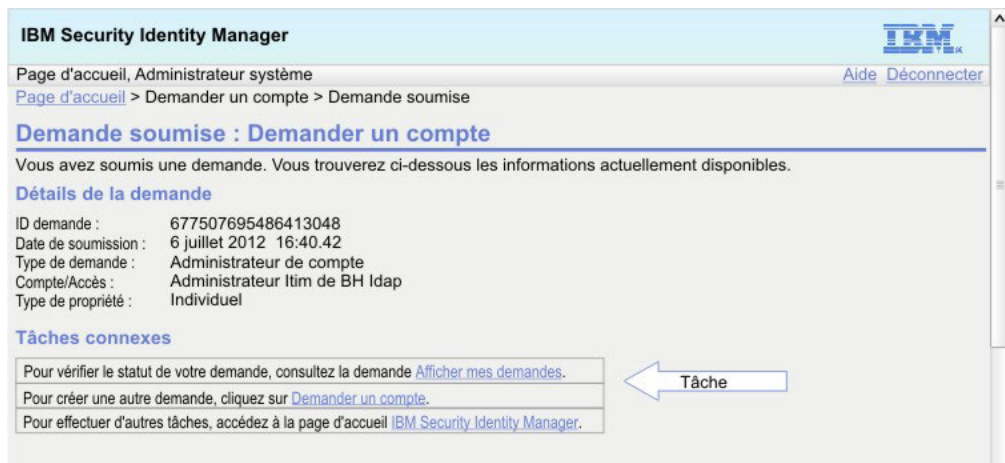 IBM Security Identity Manager
IBM
Page d'accueil, Administrateur système
Aide Déconnecter
Page d'accueil > Demander un compte > Demande soumise
Demande soumise : Demander un compte
Vous avez soumis une demande. Vous trouverez ci-dessous les informations actuellement disponibles.
Détails de la demande
ID demande : 677507695486413048
Date de soumission : 6 juillet 2012 16:40.42
Type de demande : Administrateur de compte
Compte/Accès : Administrateur Itim de BH Idap
Type de propriété : Individuel
Tâches connexes
Pour vérifier le statut de votre demande, consultez la demande Afficher mes demandes.
Pour créer une autre demande, cliquez sur Demander un compte.
Pour effectuer d'autres tâches, accédez à la page d'accueil IBM Security Identity Manager.
Tâche